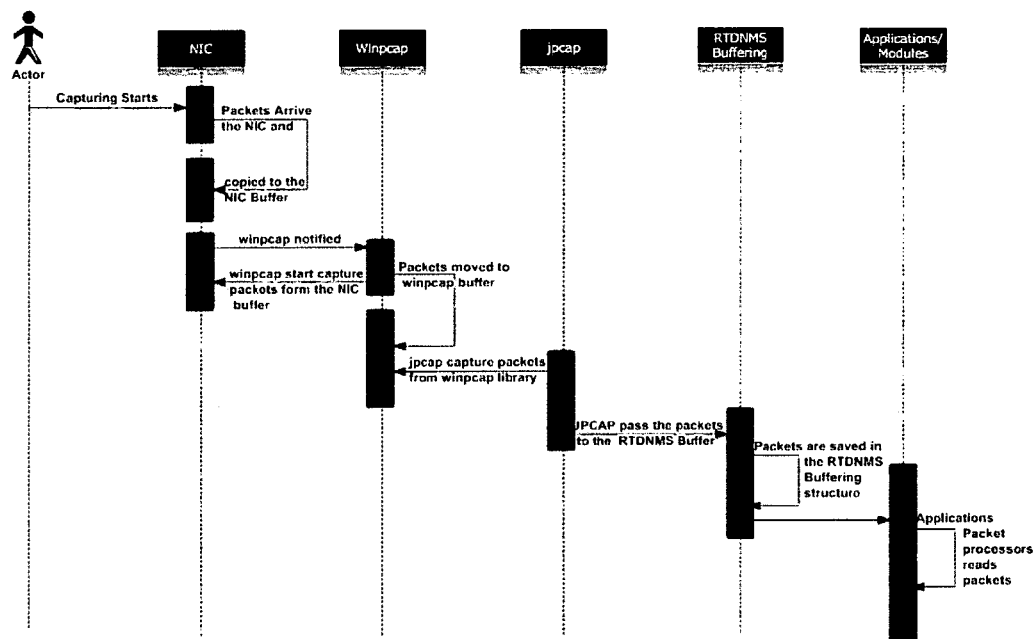 Actor
NIC
Winpcap
jpcap
RTDNMS
Buffering
Applications/
Modules
Capturing Starts
Packets Arrive
the NIC and
copied to the
NIC Buffer
winpcap notified
winpcap start capture
packets form the NIC
buffer
Packets moved to
winpcap buffer
jpcap capture packets
from winpcap library
JPCAP pass the packets
to the RTDNMS Buffer
Packets are saved in
the RTDNMS
Buffering
structure
Applications
Packet
processors
reads
packets